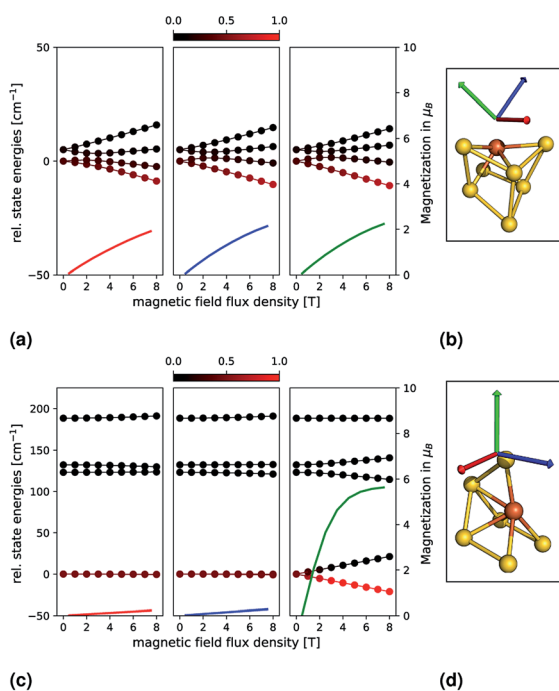 0.0 0.5 1.0
50 10
8
6
0
4
2
−50 0
0 2 4 6 8 0 2 4 6 8 0 2 4 6 8
rel. state energies [cm⁻¹]
Magnetization in μ_B
magnetic field flux density [T]
(a) (b)
0.0 0.5 1.0
10
200
8
150
6
100
50 4
2
0
−50 0
0 2 4 6 8 0 2 4 6 8 0 2 4 6 8
rel. state energies [cm⁻¹]
Magnetization in μ_B
magnetic field flux density [T]
(c) (d)